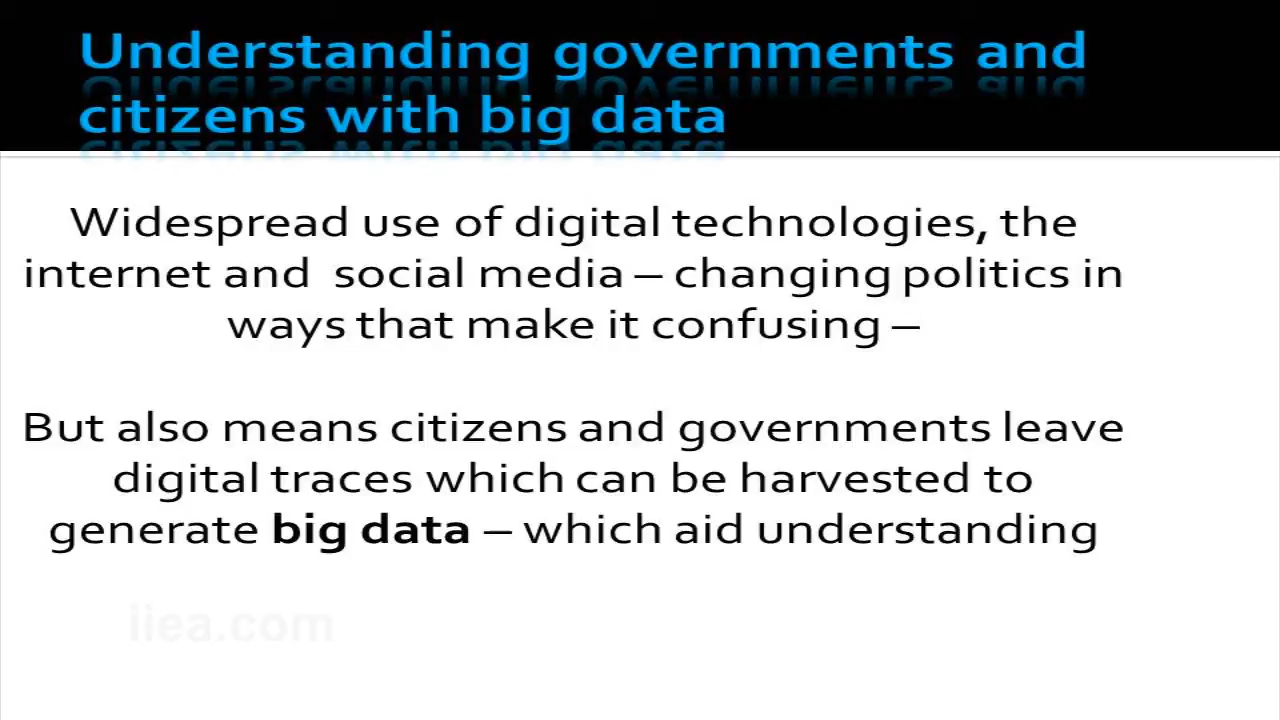 Understanding governments and
citizens with big data
Widespread use of digital technologies, the
internet and social media – changing politics in
ways that make it confusing –
But also means citizens and governments leave
digital traces which can be harvested to
generate big data – which aid understanding
iiea.com